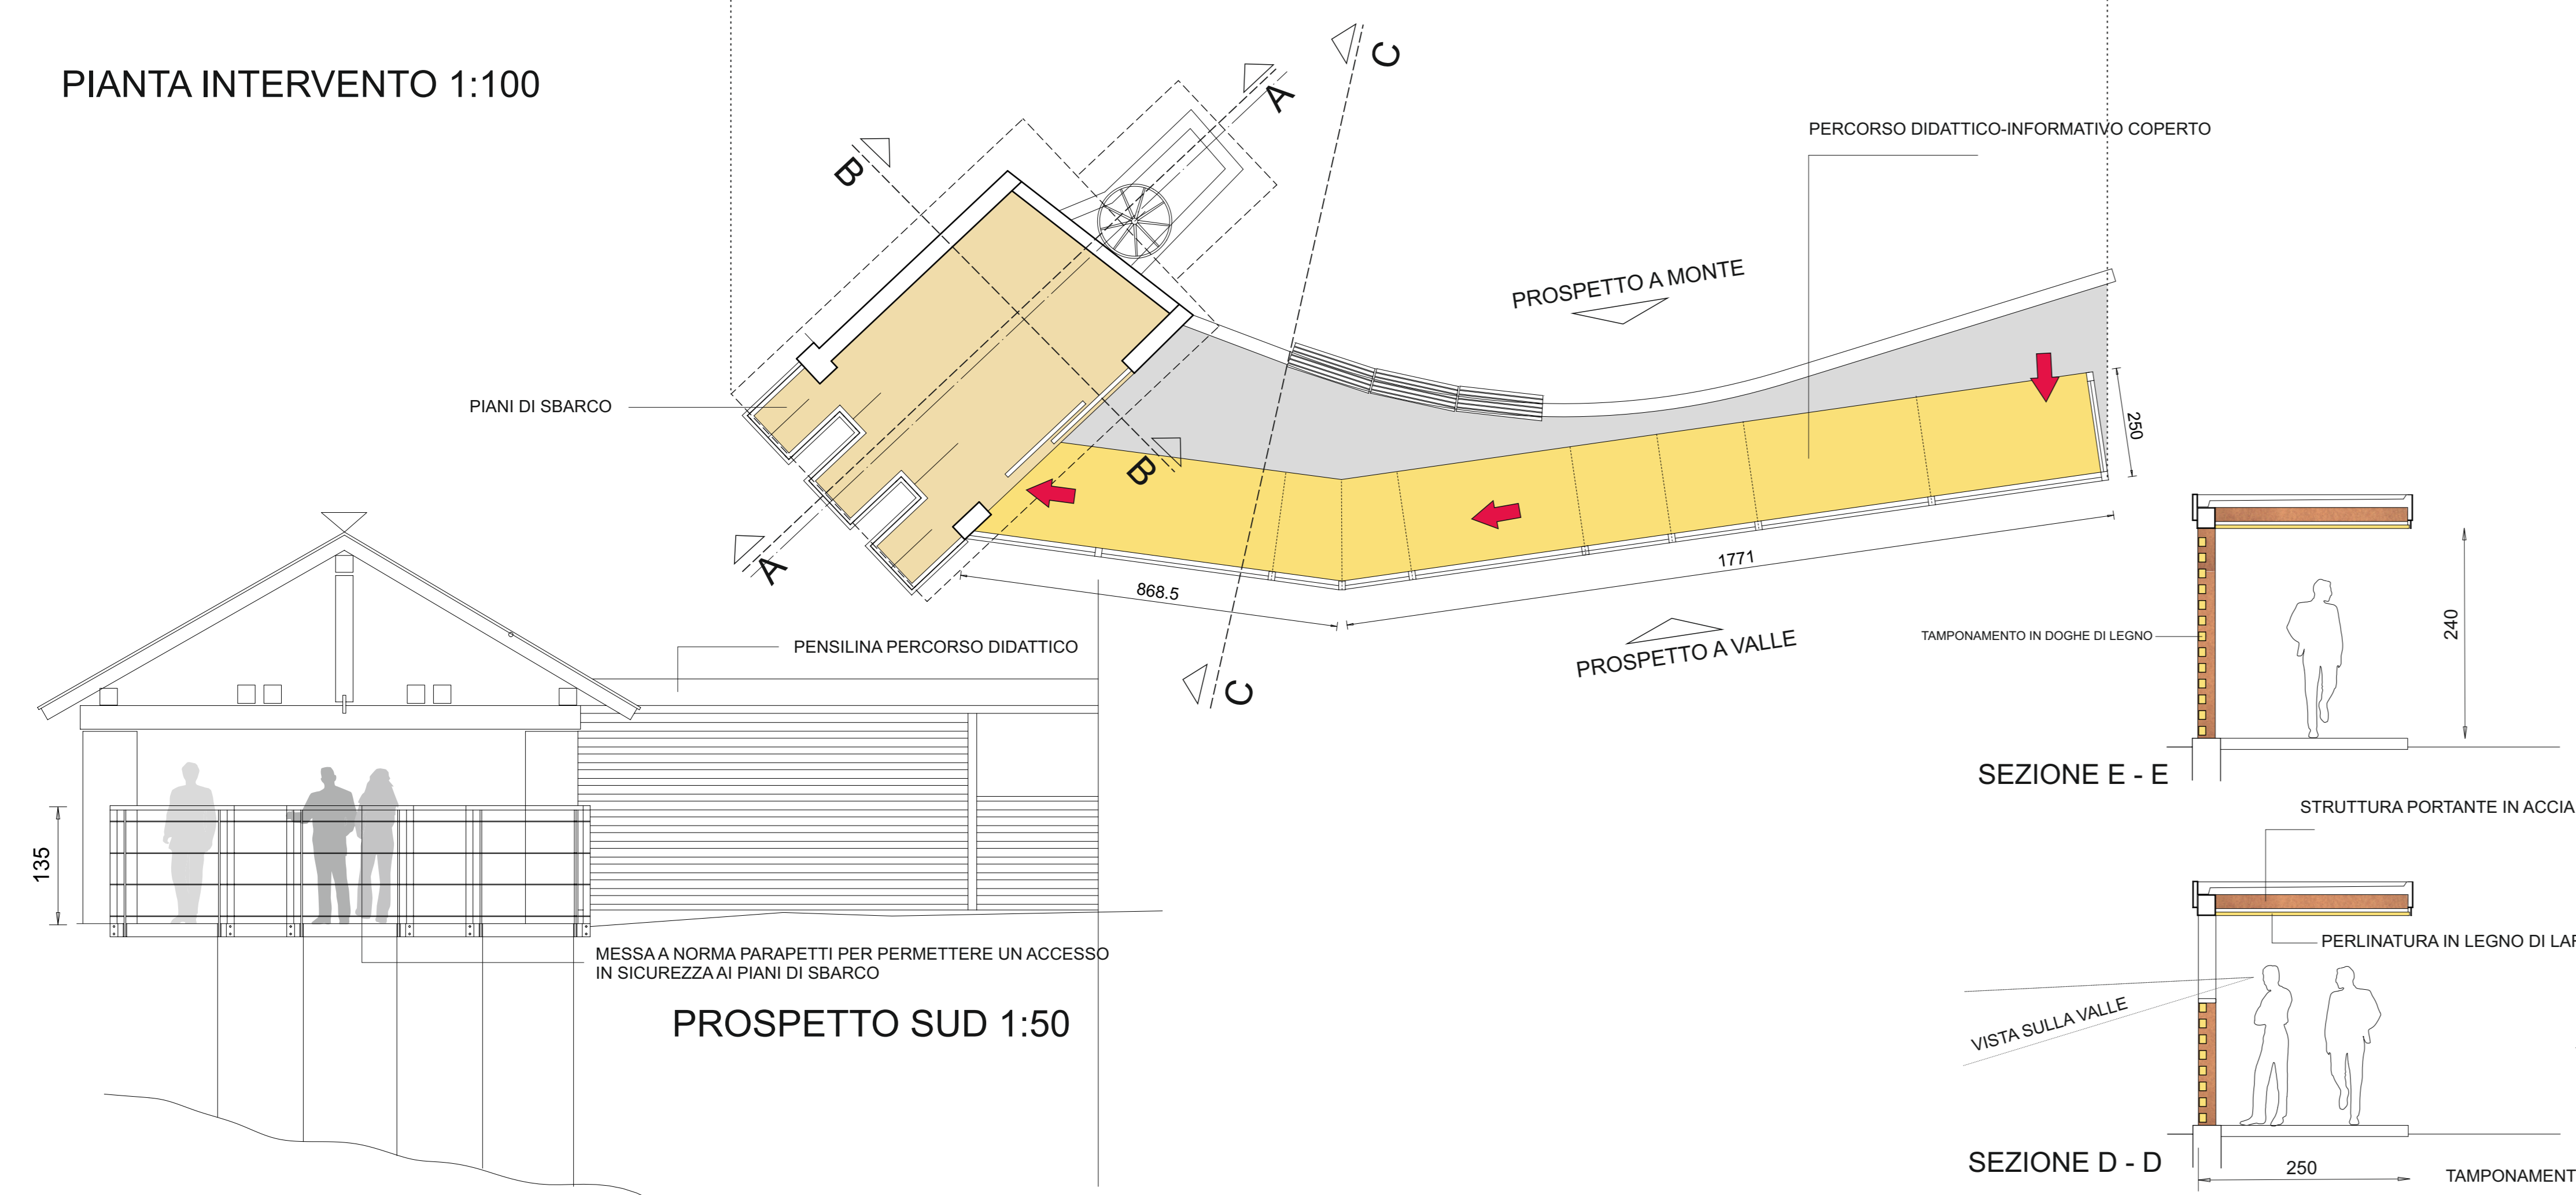 PIANTA INTERVENTO 1:100
C
A
B
PERCORSO DIDATTICO-INFORMATIVO COPERTO
PROSPETTO A MONTE
PIANI DI SBARCO
250
B
A
868.5
1771
C
PROSPETTO A VALLE
PENSILINA PERCORSO DIDATTICO
TAMPONAMENTO IN DOGHE DI LEGNO
240
SEZIONE E - E
STRUTTURA PORTANTE IN ACCIA
135
PERLINATURA IN LEGNO DI LAR
MESSA A NORMA PARAPETTI PER PERMETTERE UN ACCESSO
IN SICUREZZA AI PIANI DI SBARCO
PROSPETTO SUD 1:50
VISTA SULLA VALLE
SEZIONE D - D
250
TAMPONAMENT